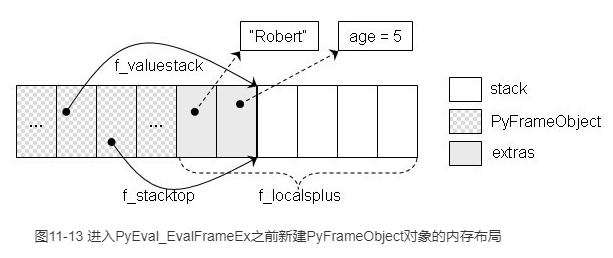 "Robert"
age = 5
f_valuestack
...
...
stack
PyFrameObject
extras
f_stacktop
f_localsplus
图11-13 进入PyEval_EvalFrameEx之前新建PyFrameObject对象的内存布局